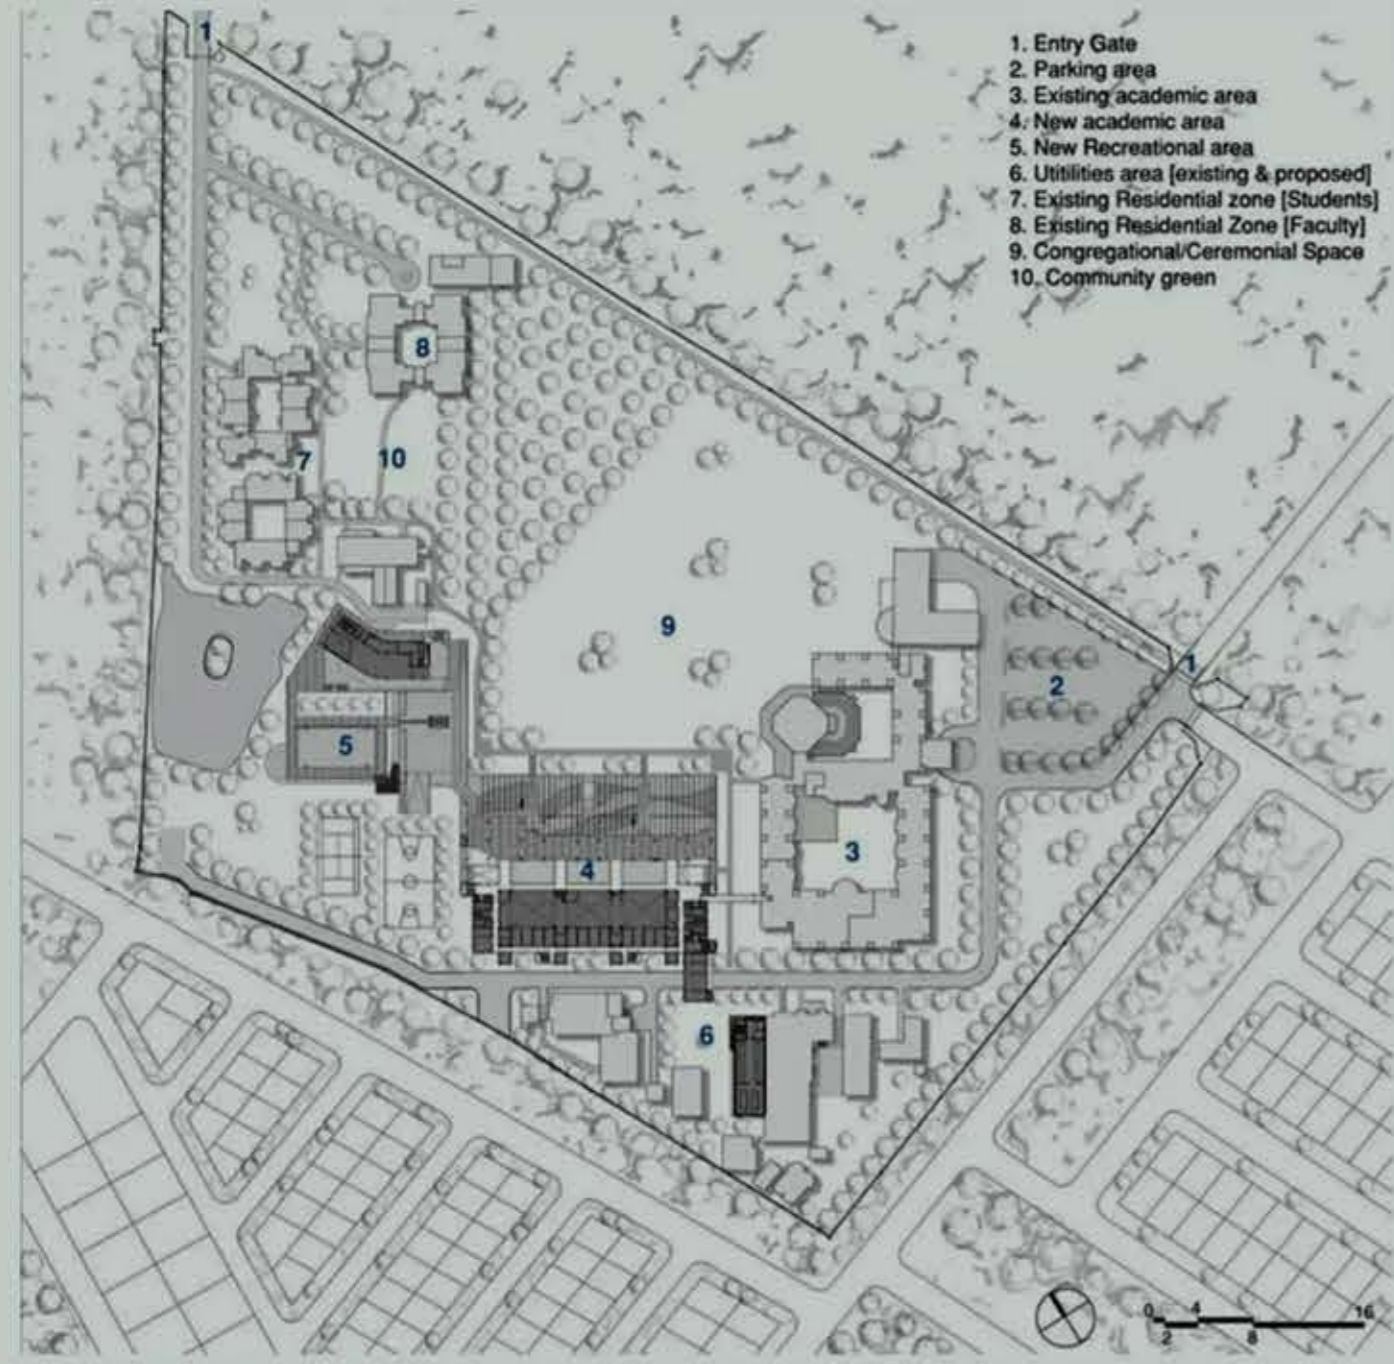 1
1. Entry Gate
2. Parking area
3. Existing academic area
4. New academic area
5. New Recreational area
6. Utitilities area [existing & proposed]
7. Existing Residential zone [Students]
8. Existing Residential Zone [Faculty]
9. Congregational/Ceremonial Space
10. Community green
8
7
10
9
1
2
5
3
4
6
0 4 16
2 8